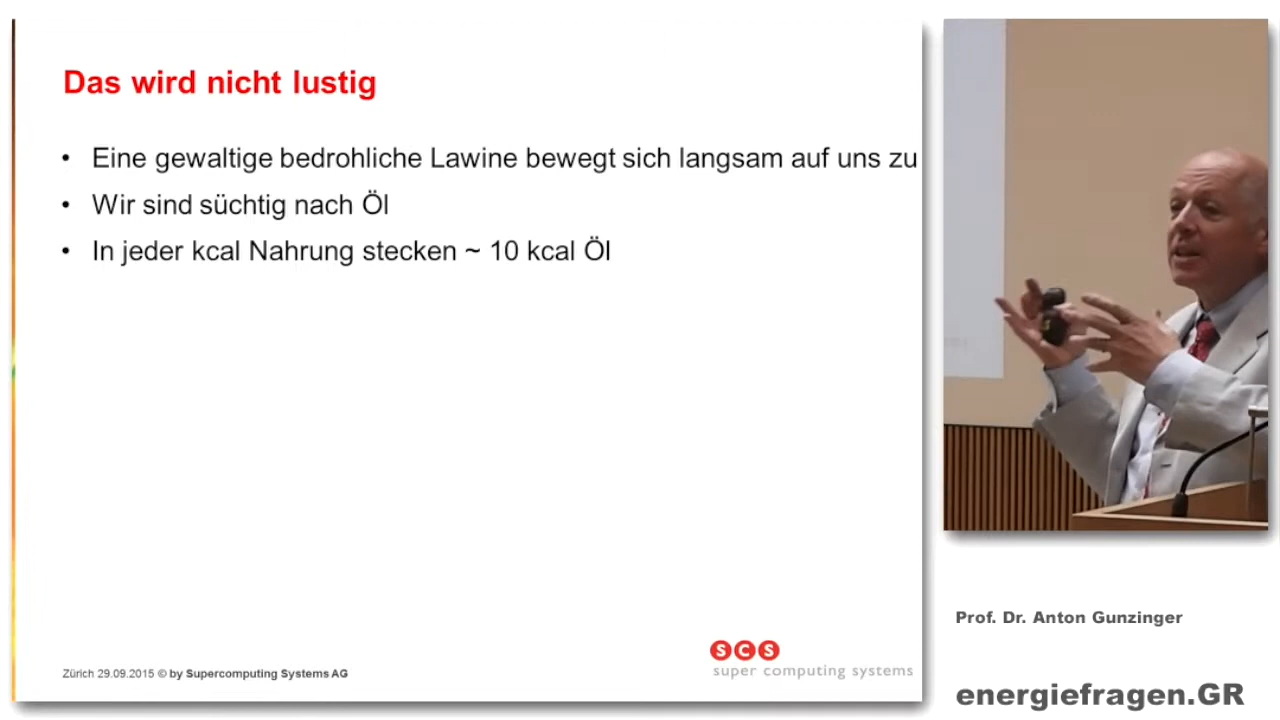 Das wird nicht lustig
• Eine gewaltige bedrohliche Lawine bewegt sich langsam auf uns zu
• Wir sind süchtig nach Öl
• In jeder kcal Nahrung stecken ~ 10 kcal Öl
Zürich 29.09.2015 © by Supercomputing Systems AG
SCS
super computing systems
Prof. Dr. Anton Gunzinger
energiefragen.GR